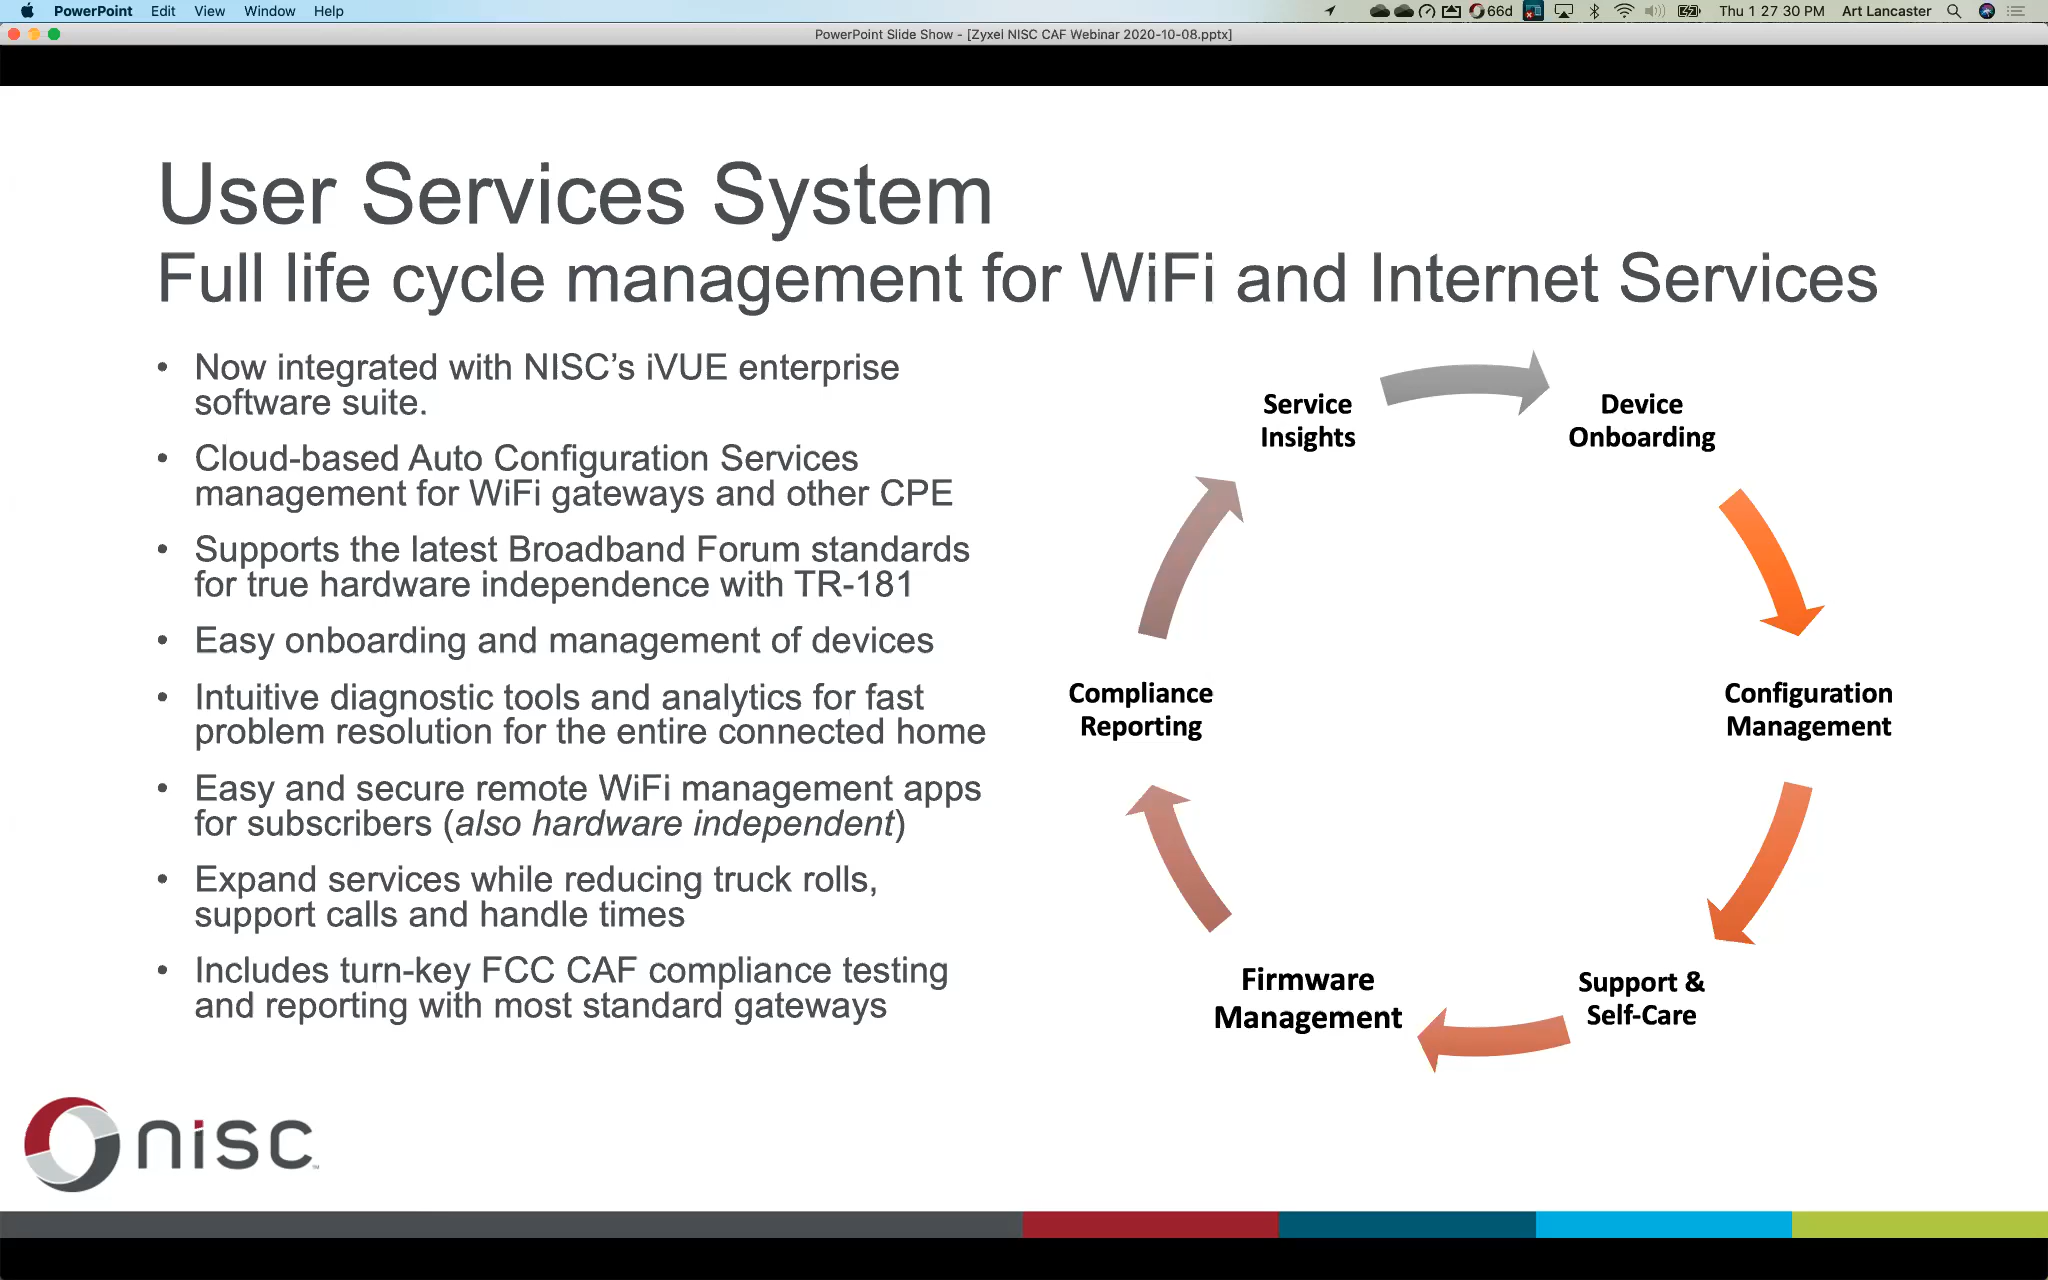 PowerPoint Edit View Window Help 66d Thu 1 27 30 PM Art Lancaster
PowerPoint Slide Show - [Zyxel NISC CAF Webinar 2020-10-08.pptx]
User Services System
Full life cycle management for WiFi and Internet Services
• Now integrated with NISC’s iVUE enterprise
software suite.
• Cloud-based Auto Configuration Services
management for WiFi gateways and other CPE
• Supports the latest Broadband Forum standards
for true hardware independence with TR-181
• Easy onboarding and management of devices
• Intuitive diagnostic tools and analytics for fast
problem resolution for the entire connected home
• Easy and secure remote WiFi management apps
for subscribers (also hardware independent)
• Expand services while reducing truck rolls,
support calls and handle times
• Includes turn-key FCC CAF compliance testing
and reporting with most standard gateways
Service
Insights
Device
Onboarding
Configuration
Management
Support &
Self-Care
Firmware
Management
Compliance
Reporting
nisc™